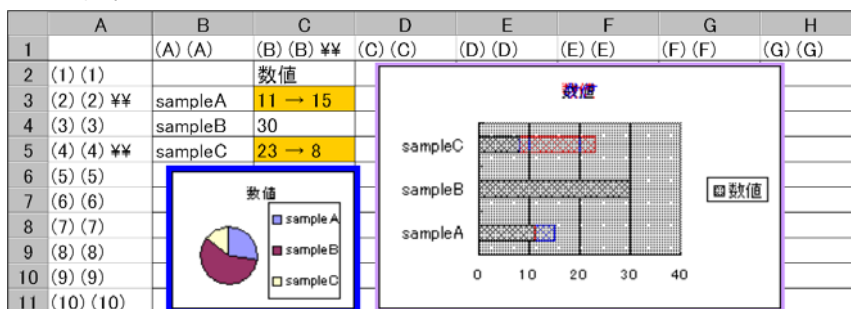 A B C D E F G H
1 (A) (A) (B) (B) ¥¥ (C) (C) (D) (D) (E) (E) (F) (F) (G) (G)
2 (1) (1) 数値
3 (2) (2) ¥¥ sampleA 11 → 15
4 (3) (3) sampleB 30
5 (4) (4) ¥¥ sampleC 23 → 8
6 (5) (5)
7 (6) (6)
8 (7) (7)
9 (8) (8)
10 (9) (9)
11 (10) (10)
数値
sample A
sample B
sample C
数値
sampleC
sampleB
sampleA
0 10 20 30 40
数値